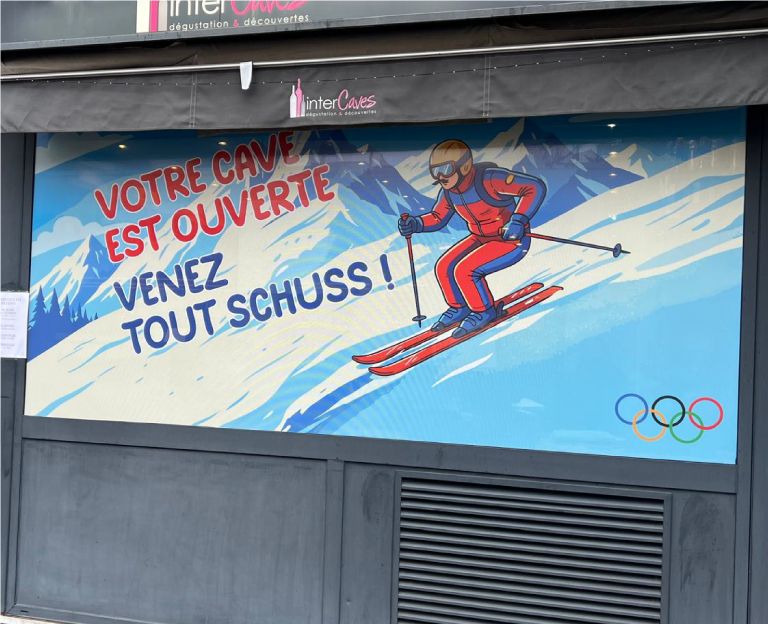 interCaves
dégustation & découvertes
interCaves
dégustation & découvertes
VOTRE CAVE
EST OUVERTE
VENEZ
TOUT SCHUSS !